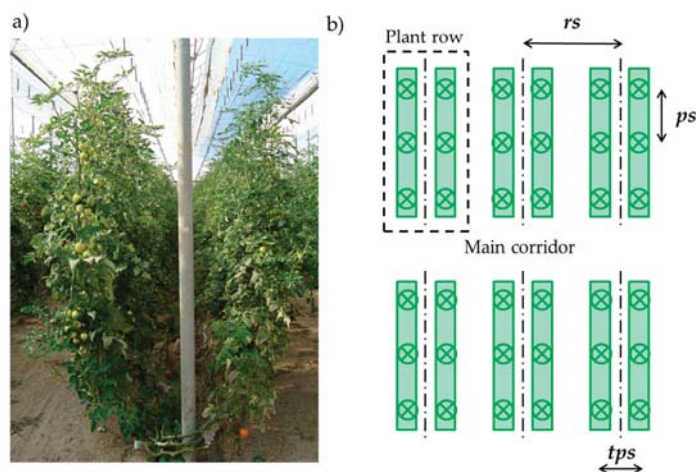 a)
b)
Plant row
rs
ps
Main corridor
tps